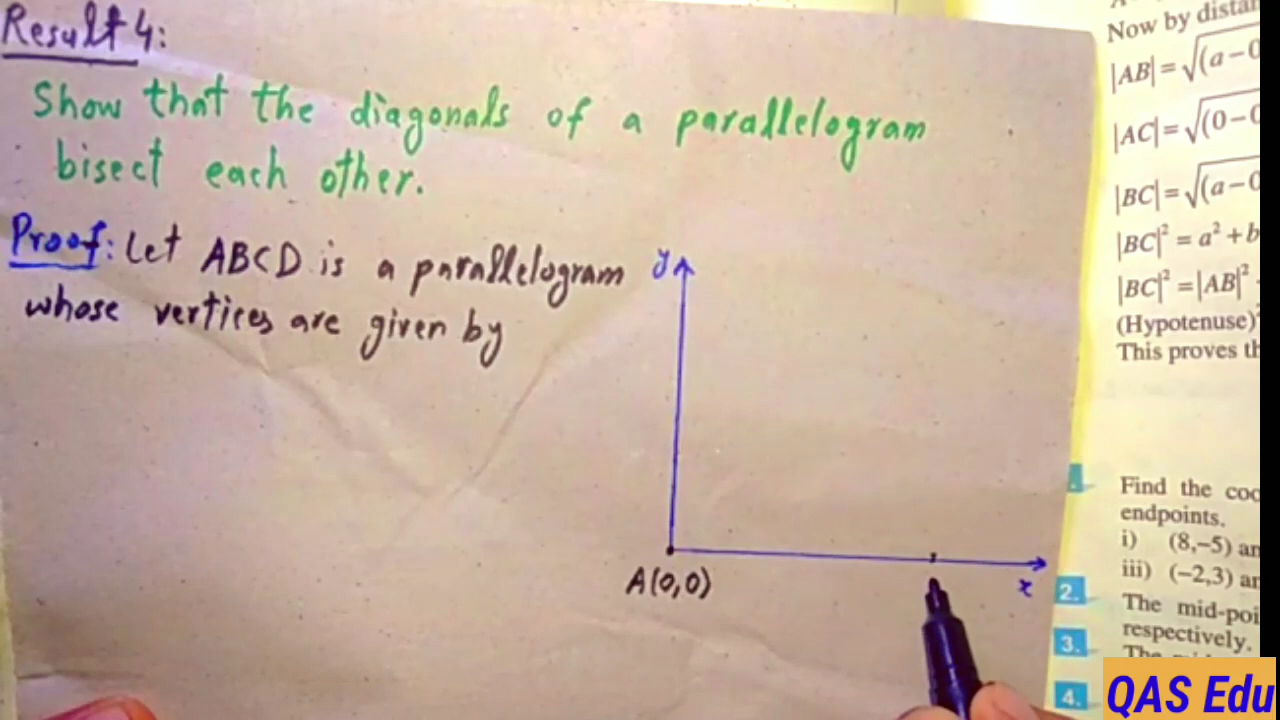 Result 4:
Show that the diagonals of a parallelogram
bisect each other.
Proof: Let ABCD is a parallelogram
whose vertices are given by
y
A(0,0)
x
Now by distan
|AB| = √(a–0
|AC| = √(0–0
|BC| = √(a–0
|BC|² = a² + b
|BC|² = |AB|²
(Hypotenuse)²
This proves th
Find the coo
endpoints.
i) (8,–5) an
iii) (–2,3) an
2. The mid-poi
respectively.
3. The
4.
QAS Edu